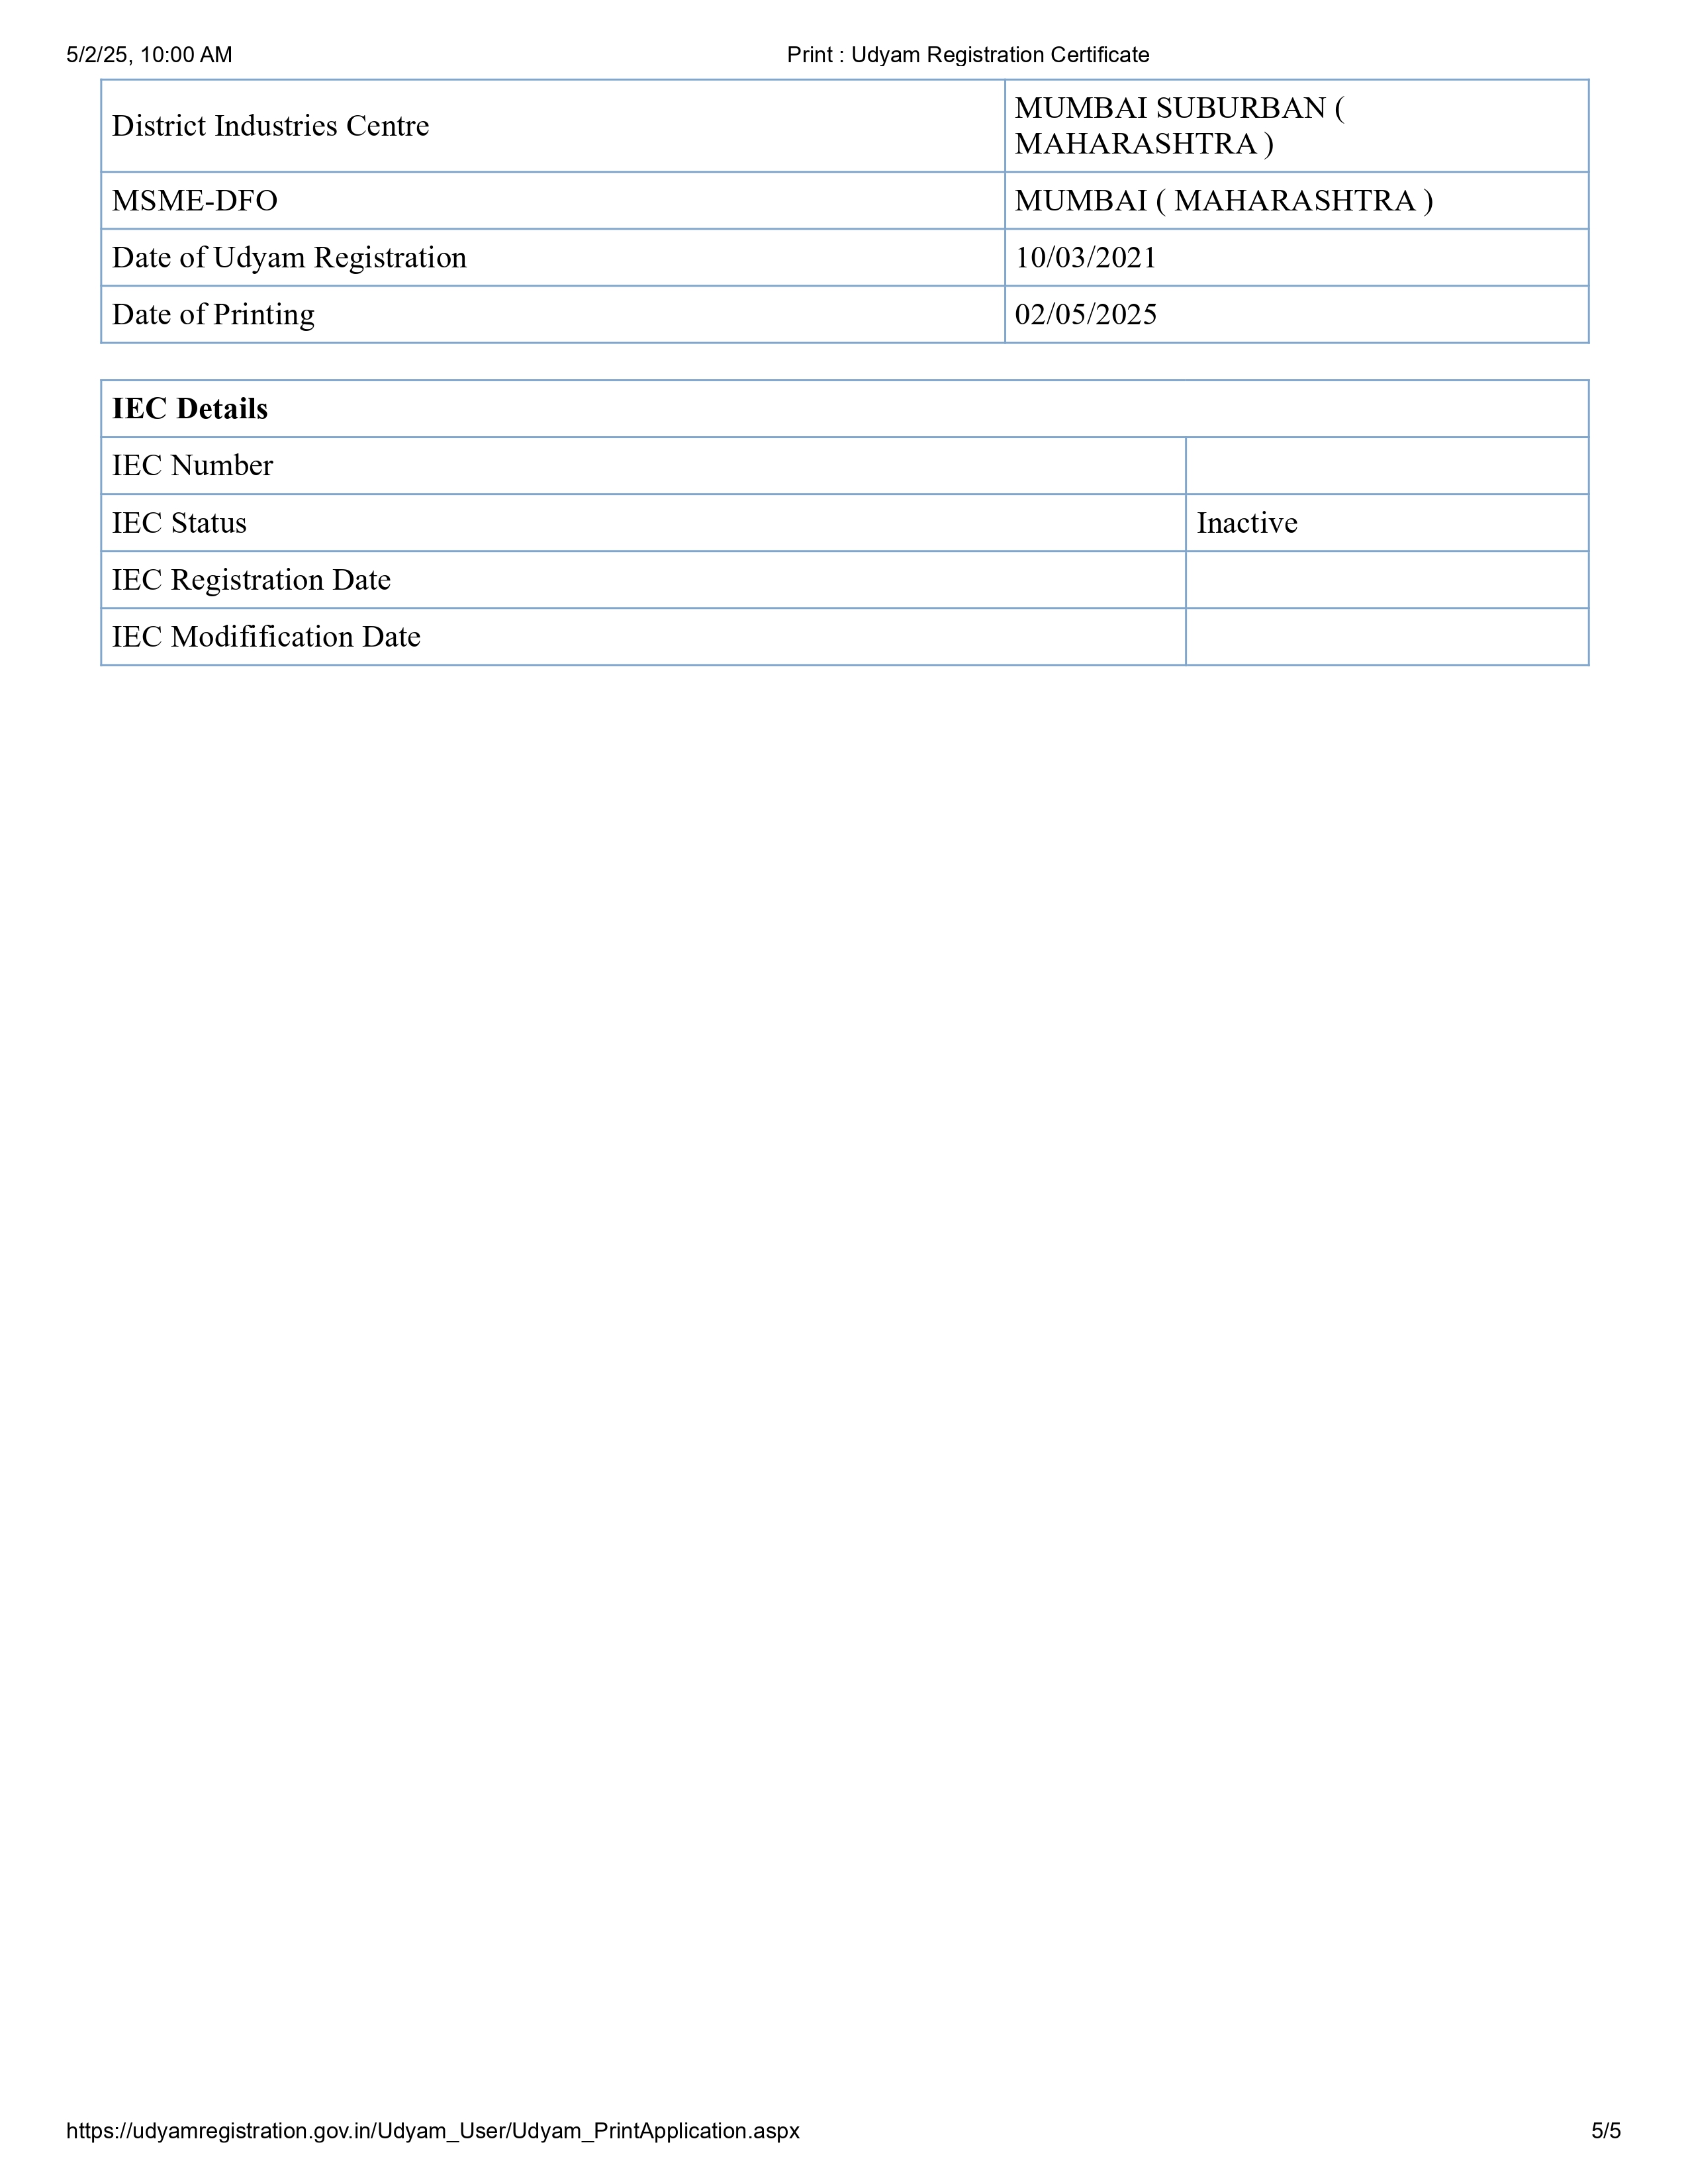 5/2/25, 10:00 AM Print : Udyam Registration Certificate
District Industries Centre MUMBAI SUBURBAN (
MAHARASHTRA )
MSME-DFO MUMBAI ( MAHARASHTRA )
Date of Udyam Registration 10/03/2021
Date of Printing 02/05/2025
IEC Details
IEC Number
IEC Status Inactive
IEC Registration Date
IEC Modifification Date
https://udyamregistration.gov.in/Udyam_User/Udyam_PrintApplication.aspx 5/5